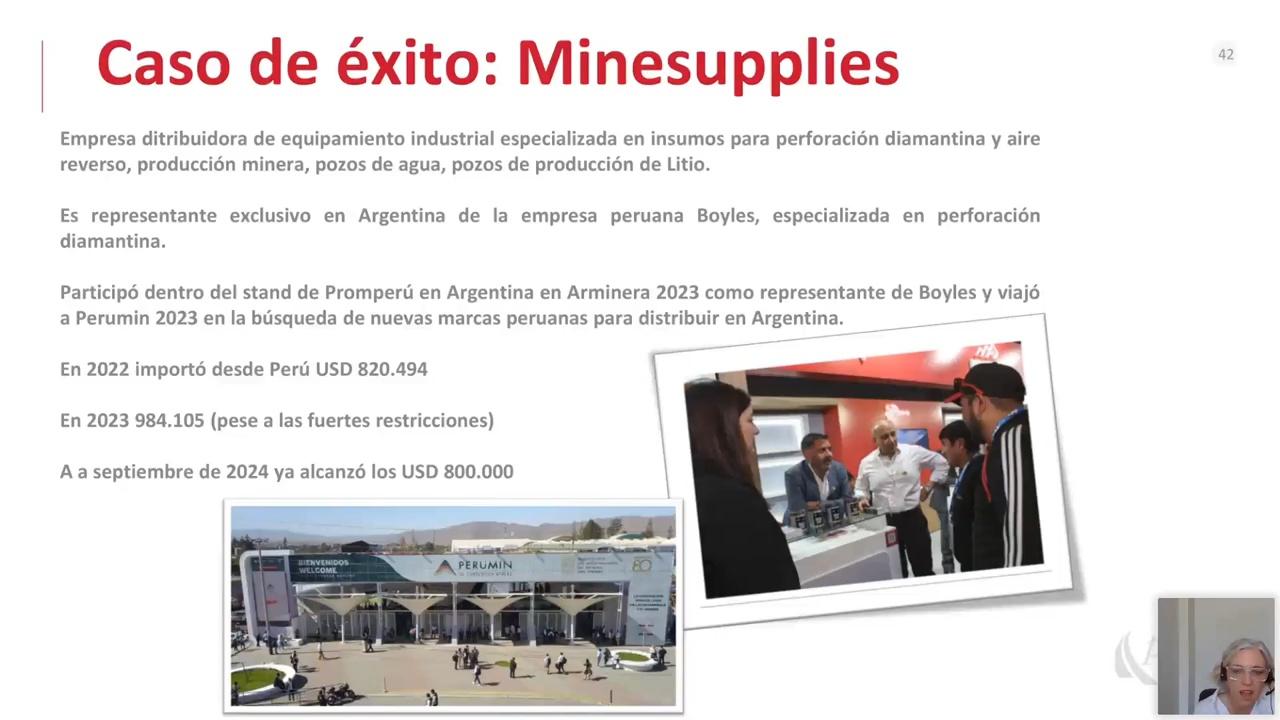 Caso de éxito: Minesupplies
42
Empresa ditribuidora de equipamiento industrial especializada en insumos para perforación diamantina y aire
reverso, producción minera, pozos de agua, pozos de producción de Litio.
Es representante exclusivo en Argentina de la empresa peruana Boyles, especializada en perforación
diamantina.
Participó dentro del stand de Promperú en Argentina en Arminera 2023 como representante de Boyles y viajó
a Perumin 2023 en la búsqueda de nuevas marcas peruanas para distribuir en Argentina.
En 2022 importó desde Perú USD 820.494
En 2023 984.105 (pese a las fuertes restricciones)
A a septiembre de 2024 ya alcanzó los USD 800.000
BIENVENIDOS
WELCOME
PERUMIN